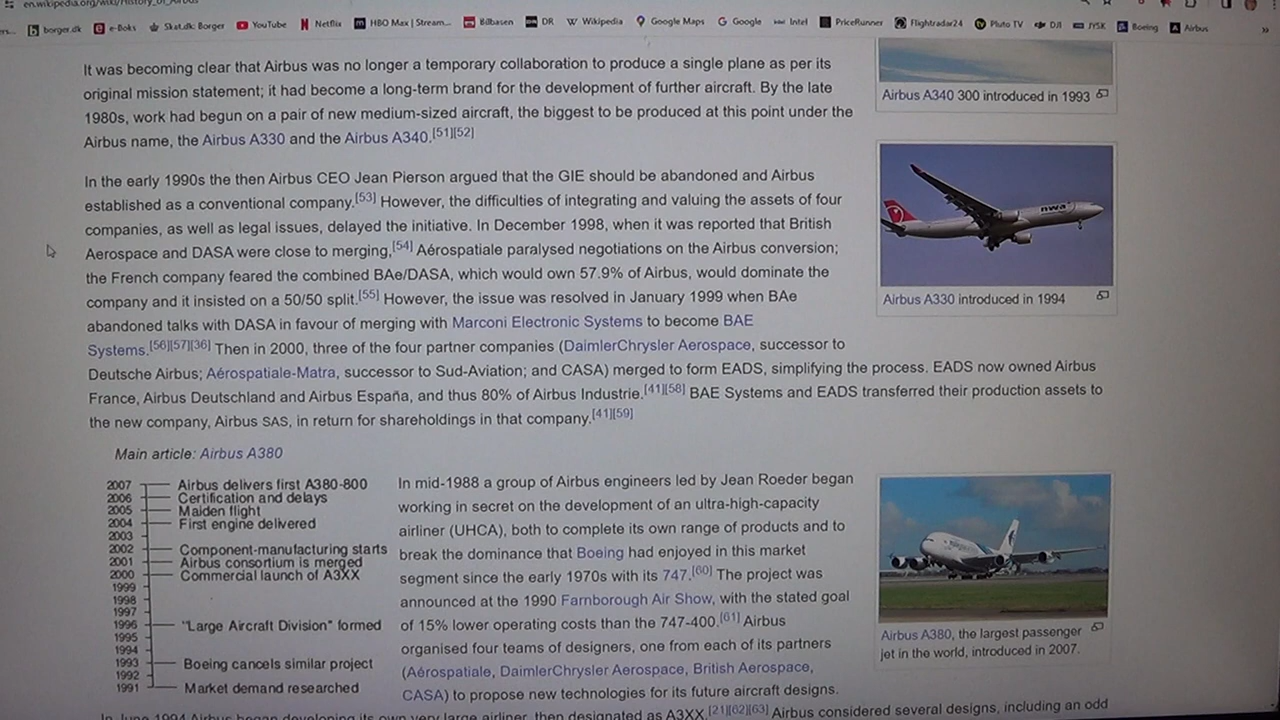 en.wikipedia.org/wiki/History_of_Airbus
borger.dk e-Boks Skat.dk: Borger YouTube Netflix HBO Max | Stream... Bilbasen DR Wikipedia Google Maps Google Intel PriceRunner Flightradar24 Pluto TV DJI JYSK Boeing Airbus »
It was becoming clear that Airbus was no longer a temporary collaboration to produce a single plane as per its
original mission statement; it had become a long-term brand for the development of further aircraft. By the late
1980s, work had begun on a pair of new medium-sized aircraft, the biggest to be produced at this point under the
Airbus name, the Airbus A330 and the Airbus A340.[51][52]
Airbus A340 300 introduced in 1993
In the early 1990s the then Airbus CEO Jean Pierson argued that the GIE should be abandoned and Airbus
established as a conventional company.[53] However, the difficulties of integrating and valuing the assets of four
companies, as well as legal issues, delayed the initiative. In December 1998, when it was reported that British
Aerospace and DASA were close to merging,[54] Aérospatiale paralysed negotiations on the Airbus conversion;
the French company feared the combined BAe/DASA, which would own 57.9% of Airbus, would dominate the
company and it insisted on a 50/50 split.[55] However, the issue was resolved in January 1999 when BAe
abandoned talks with DASA in favour of merging with Marconi Electronic Systems to become BAE
Systems.[56][57][36] Then in 2000, three of the four partner companies (DaimlerChrysler Aerospace, successor to
Deutsche Airbus; Aérospatiale-Matra, successor to Sud-Aviation; and CASA) merged to form EADS, simplifying the process. EADS now owned Airbus
France, Airbus Deutschland and Airbus España, and thus 80% of Airbus Industrie.[41][58] BAE Systems and EADS transferred their production assets to
the new company, Airbus SAS, in return for shareholdings in that company.[41][59]
nwa
Airbus A330 introduced in 1994
Main article: Airbus A380
2007 Airbus delivers first A380-800
2006 Certification and delays
2005 Maiden flight
2004 First engine delivered
2003
2002 Component-manufacturing starts
2001 Airbus consortium is merged
2000 Commercial launch of A3XX
1999
1998
1997
1996 "Large Aircraft Division" formed
1995
1994
1993 Boeing cancels similar project
1992
1991 Market demand researched
In mid-1988 a group of Airbus engineers led by Jean Roeder began
working in secret on the development of an ultra-high-capacity
airliner (UHCA), both to complete its own range of products and to
break the dominance that Boeing had enjoyed in this market
segment since the early 1970s with its 747.[60] The project was
announced at the 1990 Farnborough Air Show, with the stated goal
of 15% lower operating costs than the 747-400.[61] Airbus
organised four teams of designers, one from each of its partners
(Aérospatiale, DaimlerChrysler Aerospace, British Aerospace,
CASA) to propose new technologies for its future aircraft designs.
Airbus A380, the largest passenger
jet in the world, introduced in 2007.
In June 1994 Airbus began developing its own very large airliner, then designated as A3XX.[21][62][63] Airbus considered several designs, including an odd